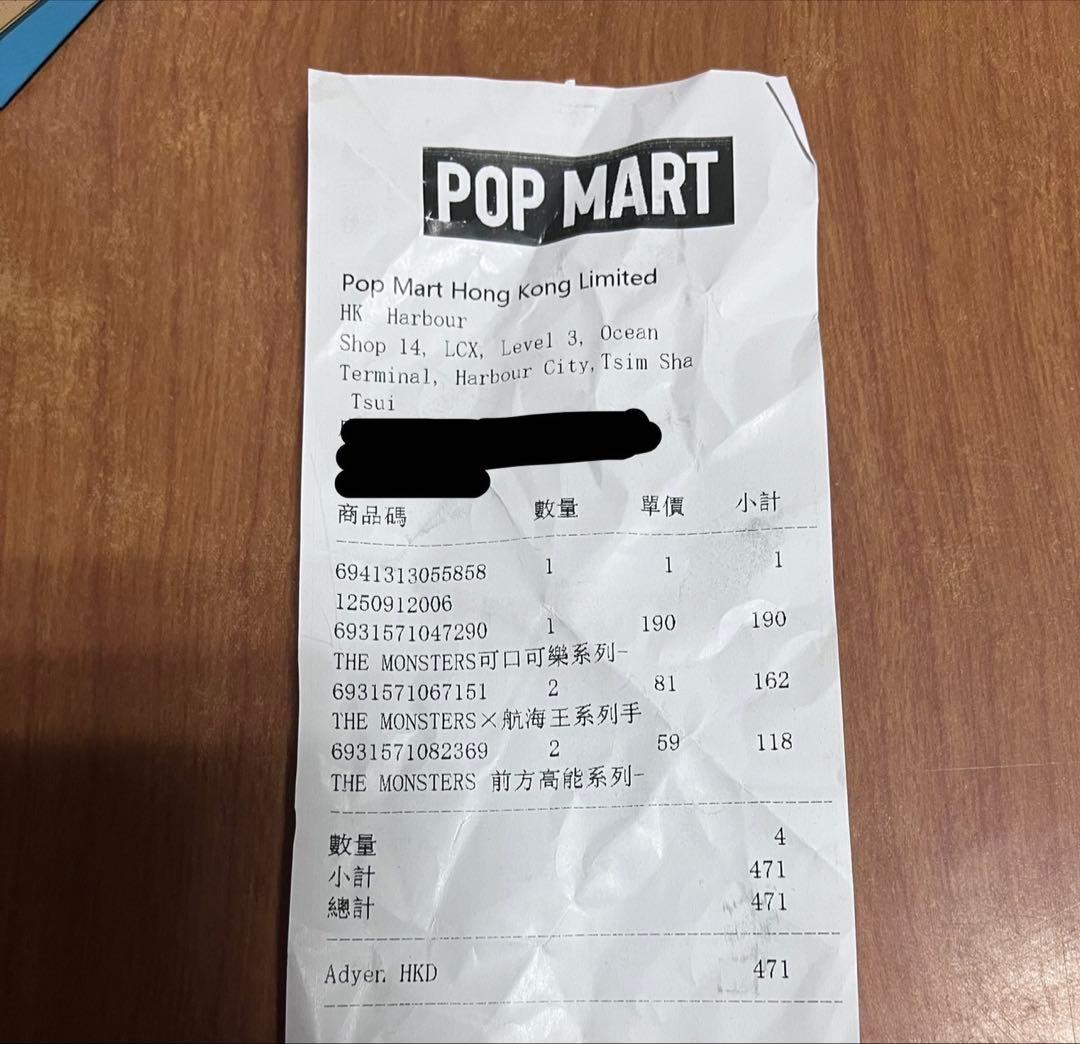 POP MART
Pop Mart Hong Kong Limited
HK Harbour
Shop 14, LCX, Level 3, Ocean
Terminal, Harbour City, Tsim Sha
Tsui
商品碼 數量 單價 小計
6941313055858 1 1 1
1250912006
6931571047290 1 190 190
THE MONSTERS可口可樂系列-
6931571067151 2 81 162
THE MONSTERS×航海王系列手
6931571082369 2 59 118
THE MONSTERS 前方高能系列-
數量 4
小計 471
總計 471
Adyen HKD 471